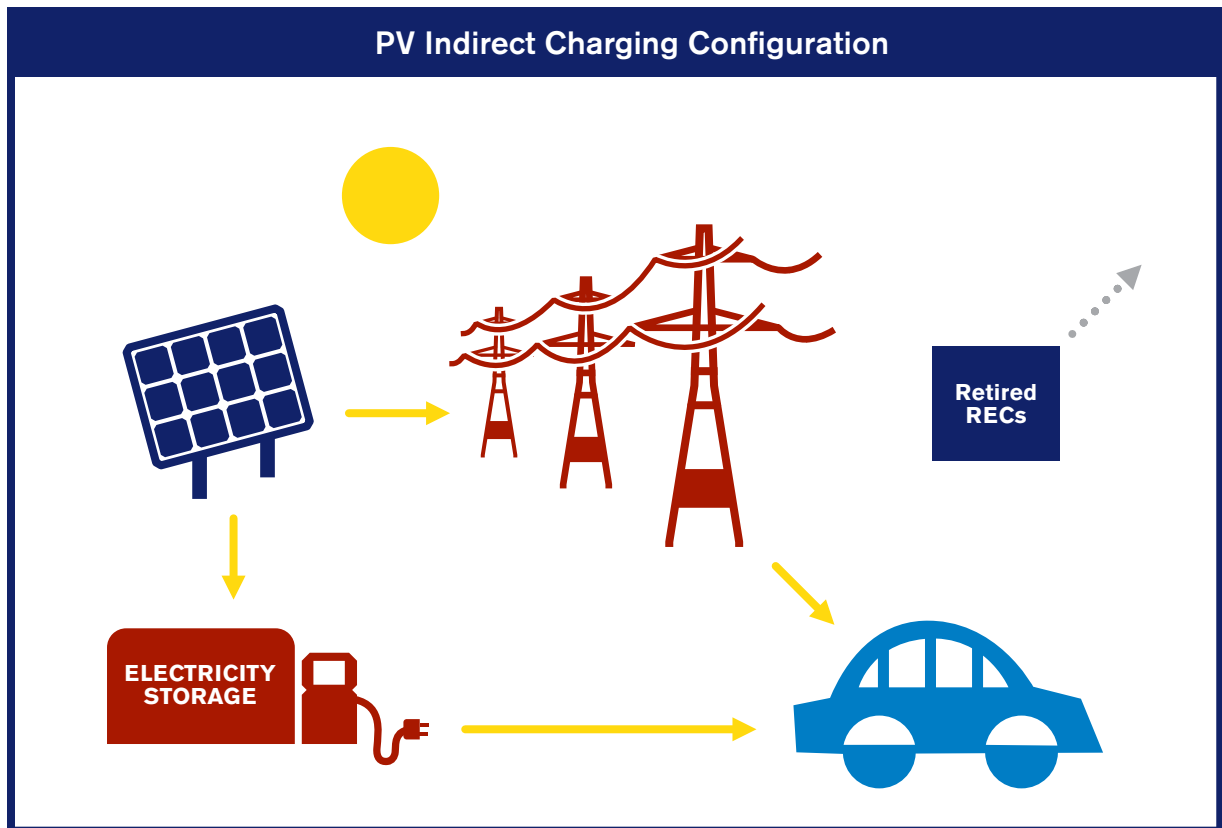 PV Indirect Charging Configuration
Retired
RECs
ELECTRICITY
STORAGE